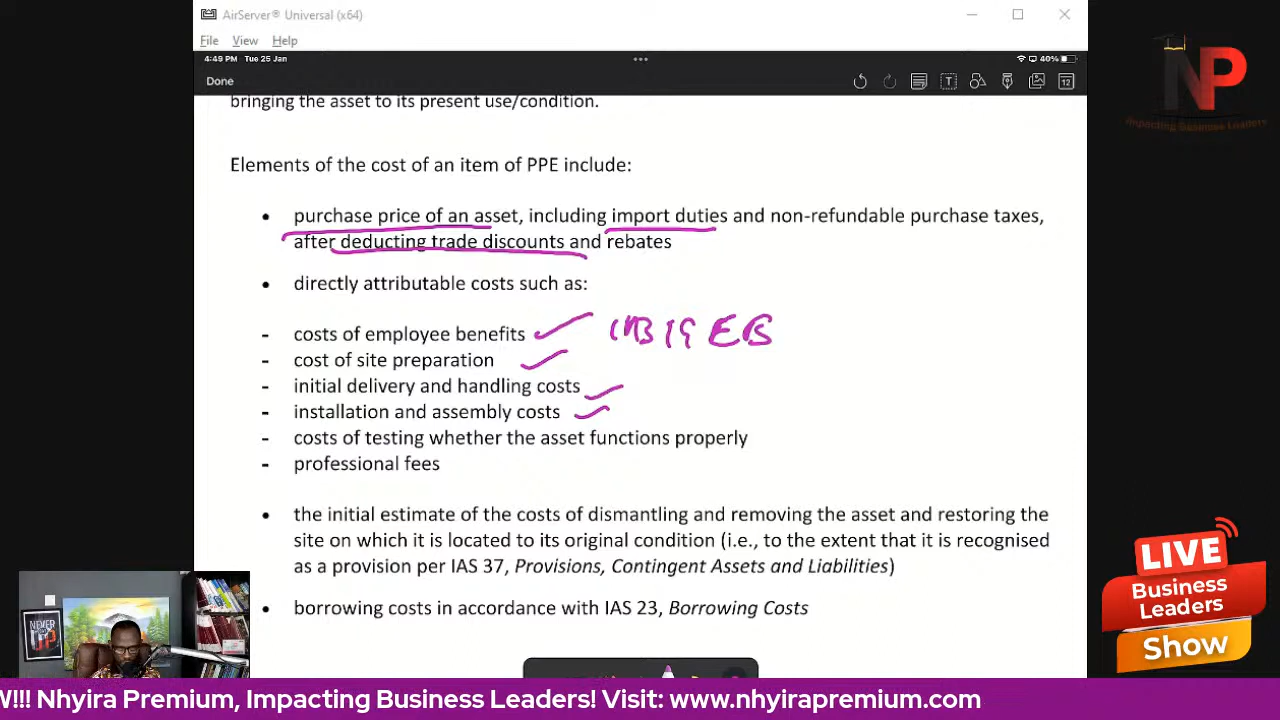 AirServer® Universal (x64)
File View Help
4:49 PM Tue 25 Jan
40%
Done
T
12
bringing the asset to its present use/condition.
Elements of the cost of an item of PPE include:
• purchase price of an asset, including import duties and non-refundable purchase taxes,
after deducting trade discounts and rebates
• directly attributable costs such as:
- costs of employee benefits
- cost of site preparation
- initial delivery and handling costs
- installation and assembly costs
- costs of testing whether the asset functions properly
- professional fees
• the initial estimate of the costs of dismantling and removing the asset and restoring the
site on which it is located to its original condition (i.e., to the extent that it is recognised
as a provision per IAS 37, Provisions, Contingent Assets and Liabilities)
• borrowing costs in accordance with IAS 23, Borrowing Costs
NP
Impacting Business Leaders
LIVE
Business
Leaders
Show
NEVER
UP
W!!! Nhyira Premium, Impacting Business Leaders! Visit: www.nhyirapremium.com